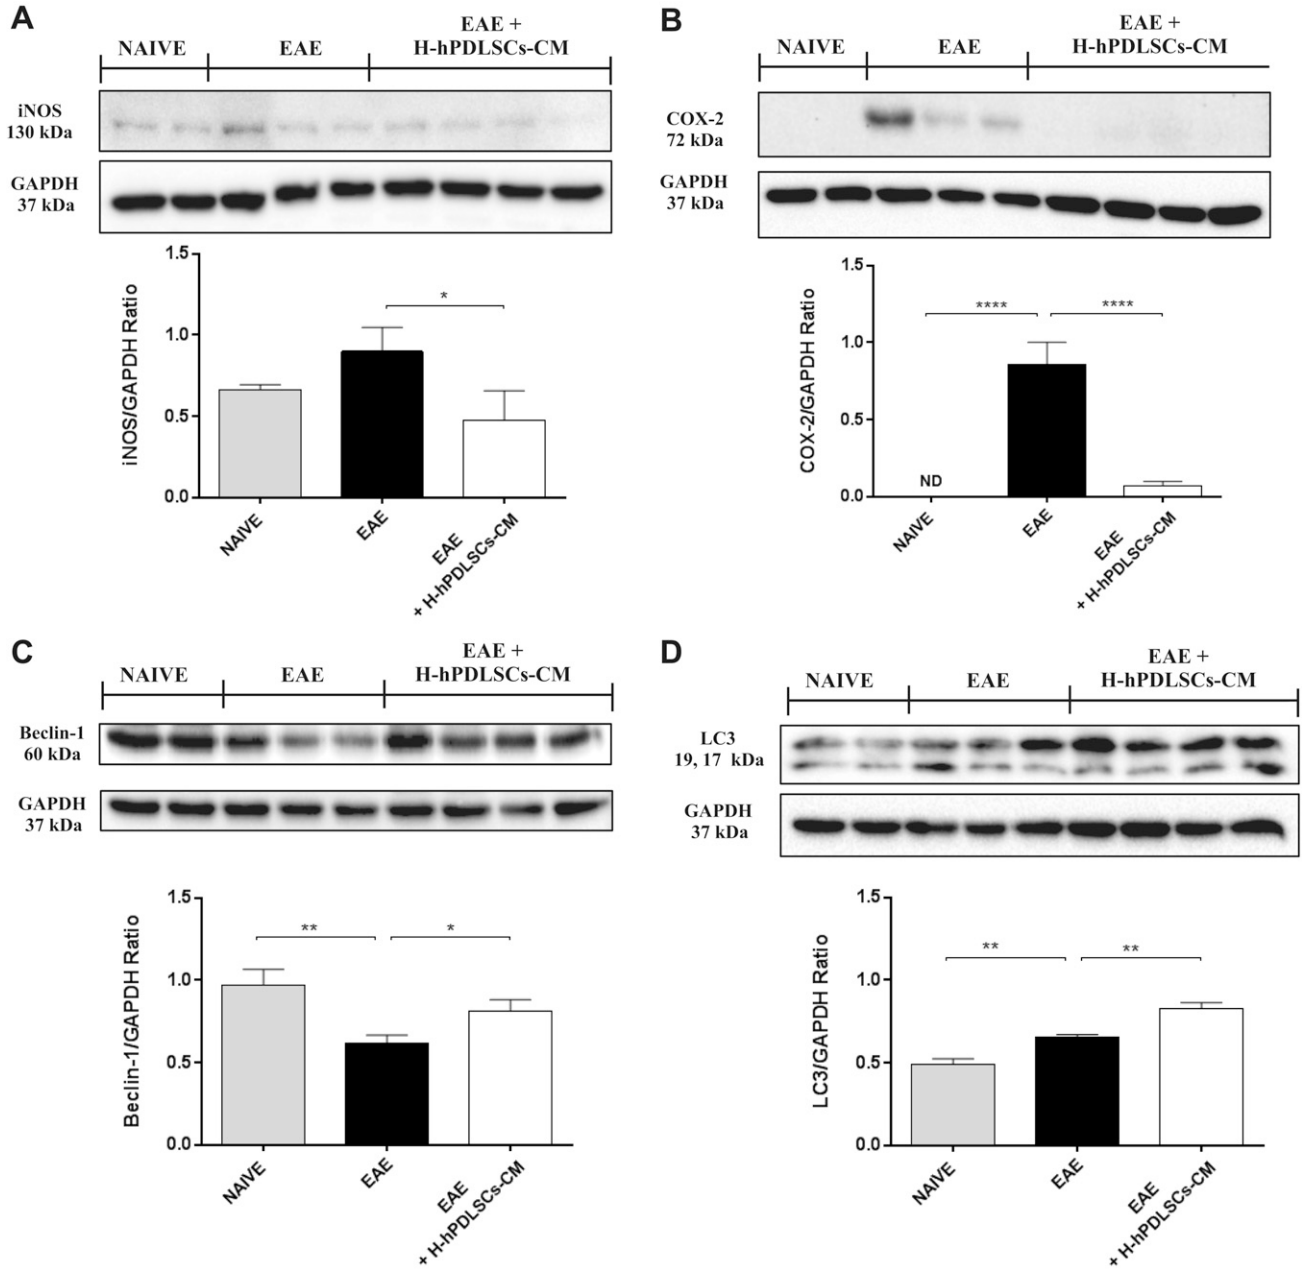 A
NAIVE
EAE
EAE +
H-hPDLSCs-CM
iNOS
130 kDa
GAPDH
37 kDa
iNOS/GAPDH Ratio
1.5
1.0
0.5
0.0
*
NAIVE
EAE
EAE
+ H-hPDLSCs-CM
B
NAIVE
EAE
EAE +
H-hPDLSCs-CM
COX-2
72 kDa
GAPDH
37 kDa
COX-2/GAPDH Ratio
1.5
1.0
0.5
0.0
****
****
ND
NAIVE
EAE
EAE
+ H-hPDLSCs-CM
C
NAIVE
EAE
EAE +
H-hPDLSCs-CM
Beclin-1
60 kDa
GAPDH
37 kDa
Beclin-1/GAPDH Ratio
1.5
1.0
0.5
0.0
**
*
NAIVE
EAE
EAE
+ H-hPDLSCs-CM
D
NAIVE
EAE
EAE +
H-hPDLSCs-CM
LC3
19, 17 kDa
GAPDH
37 kDa
LC3/GAPDH Ratio
1.5
1.0
0.5
0.0
**
**
NAIVE
EAE
EAE
+ H-hPDLSCs-CM